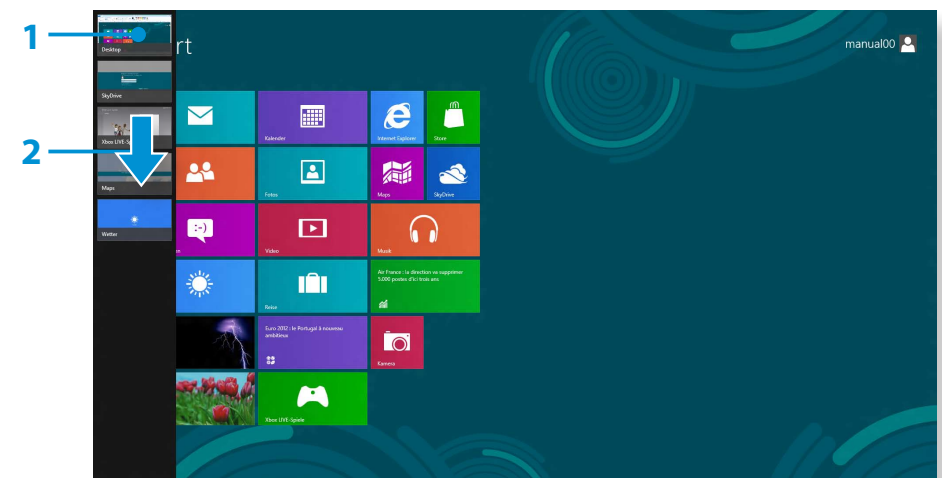 1
Desktop
rt
manual00
SkyDrive
Xbox LIVE-Sp
2
Maps
Wetter
Kalender
Internet Explorer
Store
Fotos
Maps
SkyDrive
n
Video
Musik
Reise
Air France : la direction va supprimer
5.000 postes d'ici trois ans
Euro 2012 : le Portugal à nouveau
ambitieux
Kamera
Xbox LIVE-Spiele